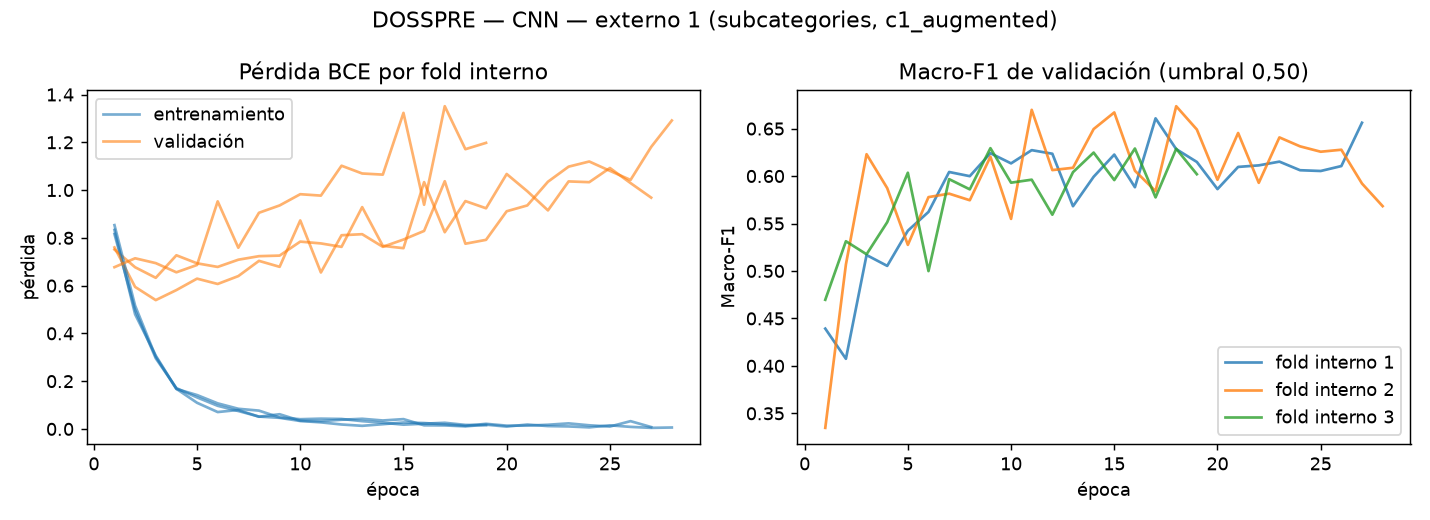 DOSSPRE — CNN — externo 1 (subcategories, c1_augmented)
Pérdida BCE por fold interno
1.4
1.2
1.0
0.8
0.6
0.4
0.2
0.0
pérdida
entrenamiento
validación
0
5
10
15
20
25
época
Macro-F1 de validación (umbral 0,50)
0.65
0.60
0.55
0.50
0.45
0.40
0.35
Macro-F1
fold interno 1
fold interno 2
fold interno 3
0
5
10
15
20
25
época